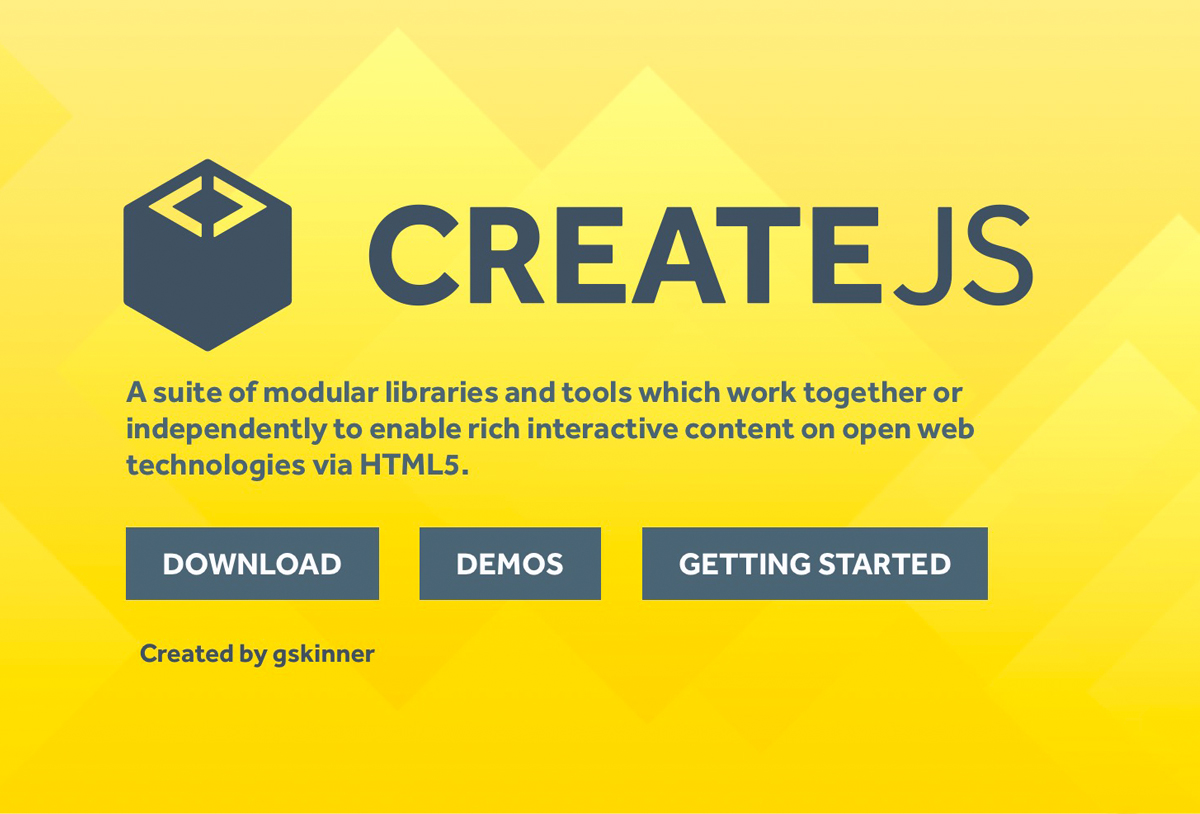 CREATEJS
A suite of modular libraries and tools which work together or
independently to enable rich interactive content on open web
technologies via HTML5.
DOWNLOAD
DEMOS
GETTING STARTED
Created by gskinner